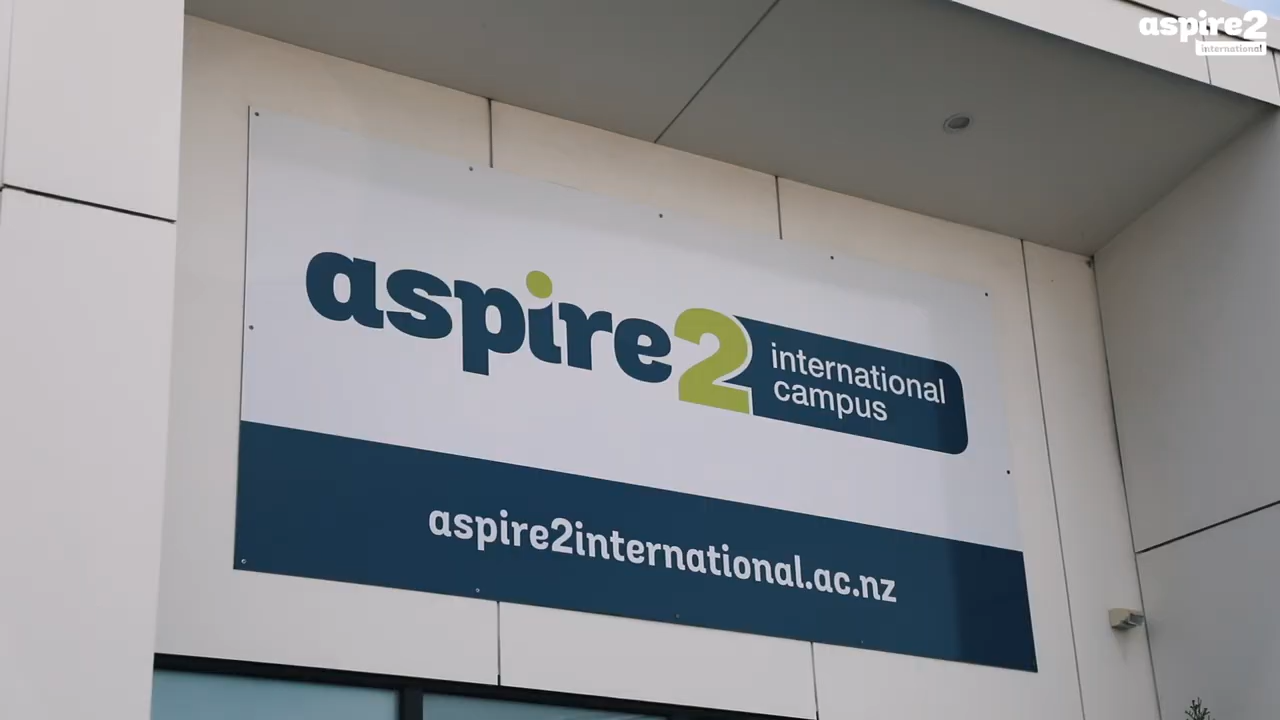 aspire2
international
aspire2
international
campus
aspire2international.ac.nz